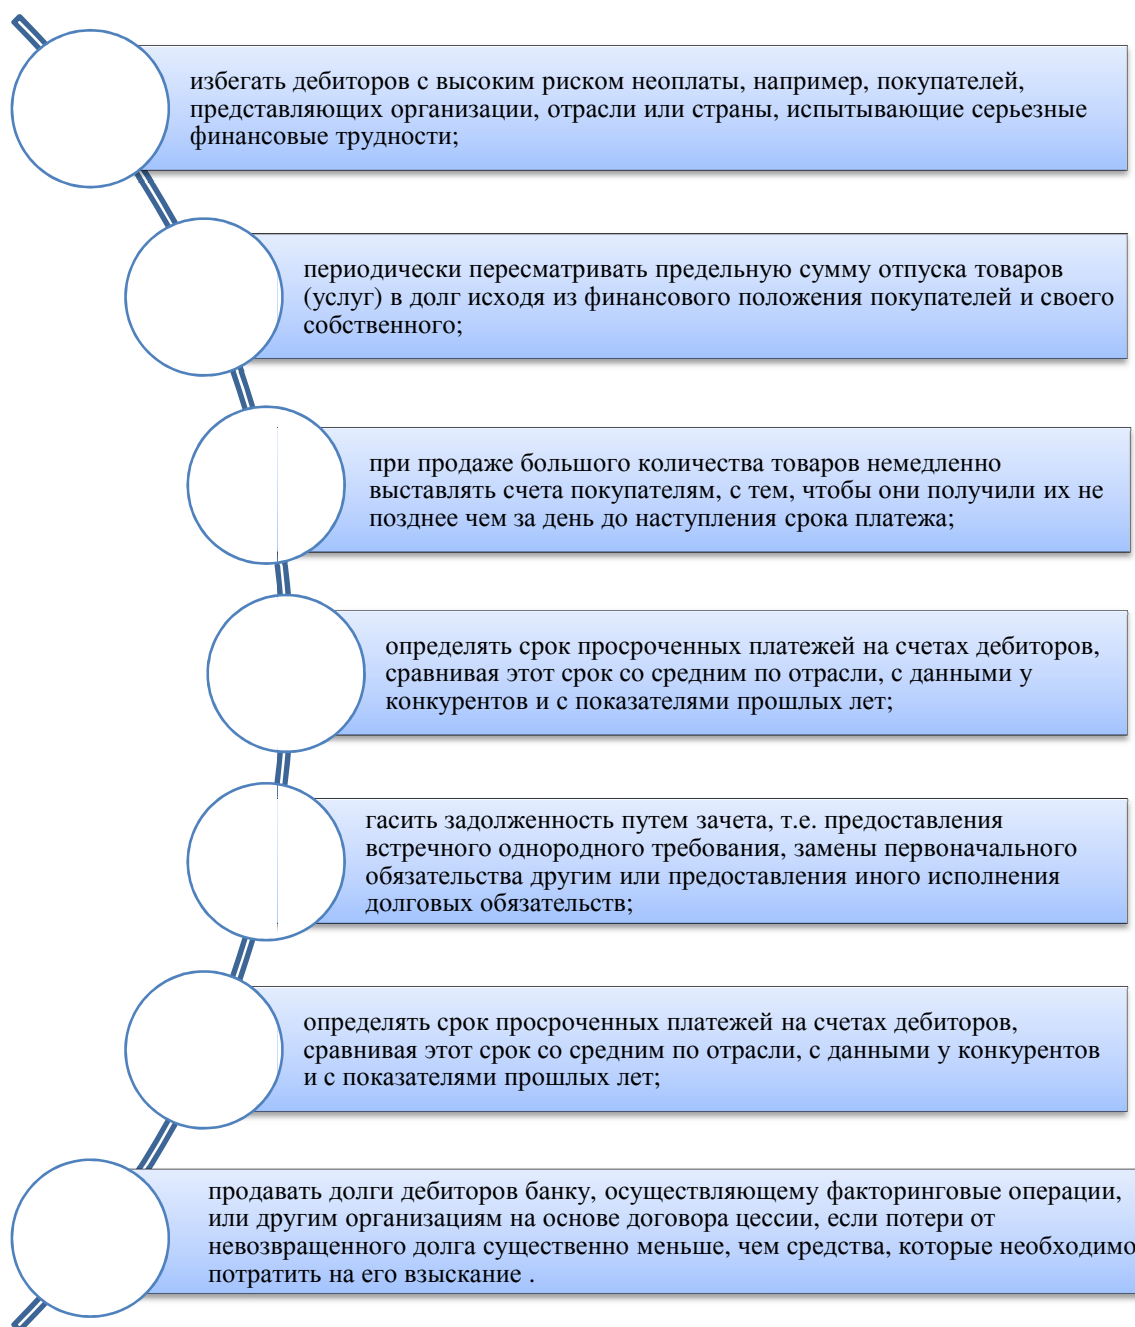 избегать дебиторов с высоким риском неоплаты, например, покупателей,
представляющих организации, отрасли или страны, испытывающие серьезные
финансовые трудности;
периодически пересматривать предельную сумму отпуска товаров
(услуг) в долг исходя из финансового положения покупателей и своего
собственного;
при продаже большого количества товаров немедленно
выставлять счета покупателям, с тем, чтобы они получили их не
позднее чем за день до наступления срока платежа;
определять срок просроченных платежей на счетах дебиторов,
сравнивая этот срок со средним по отрасли, с данными у
конкурентов и с показателями прошлых лет;
гасить задолженность путем зачета, т.е. предоставления
встречного однородного требования, замены первоначального
обязательства другим или предоставления иного исполнения
долговых обязательств;
определять срок просроченных платежей на счетах дебиторов,
сравнивая этот срок со средним по отрасли, с данными у конкурентов
и с показателями прошлых лет;
продавать долги дебиторов банку, осуществляющему факторинговые операции,
или другим организациям на основе договора цессии, если потери от
невозвращенного долга существенно меньше, чем средства, которые необходимо
потратить на его взыскание .